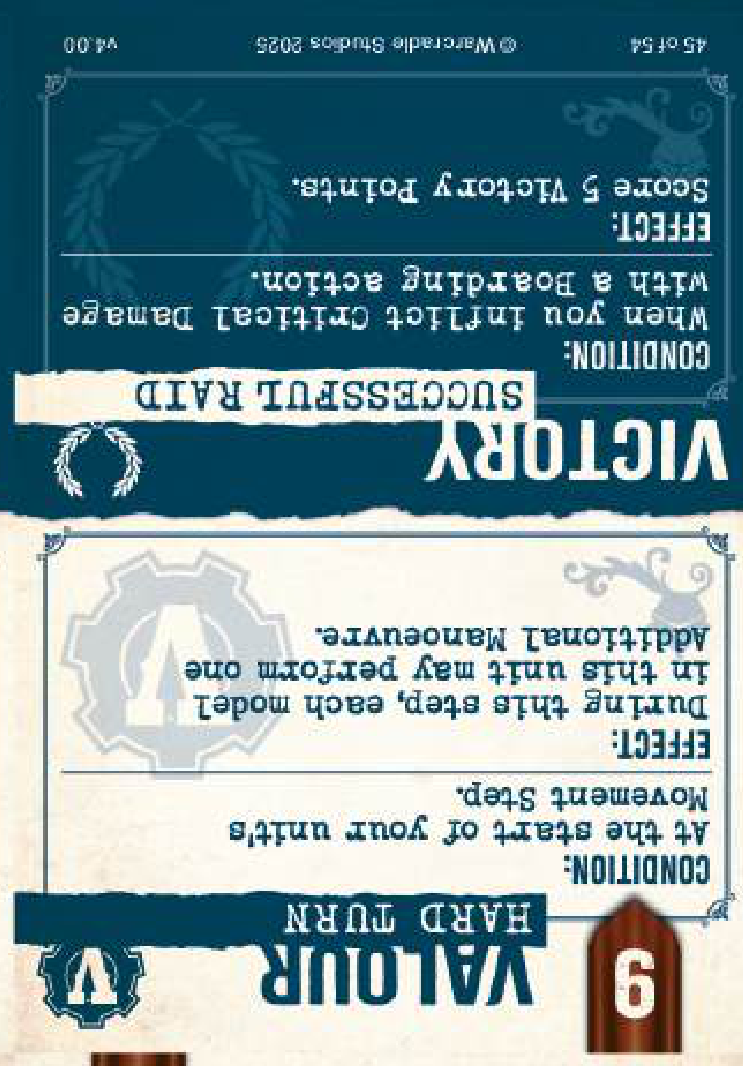 9
VALOUR
HARD TURN
CONDITION:
At the start of your unit's
Movement Step.
EFFECT:
During this step, each model
in this unit may perform one
Additional Manoeuvre.
VICTORY
SUCCESSFUL RAID
CONDITION:
When you inflict Critical Damage
with a Boarding action.
EFFECT:
Score 5 Victory Points.
45 of 54
© Warcradle Studios 2025
v4.00